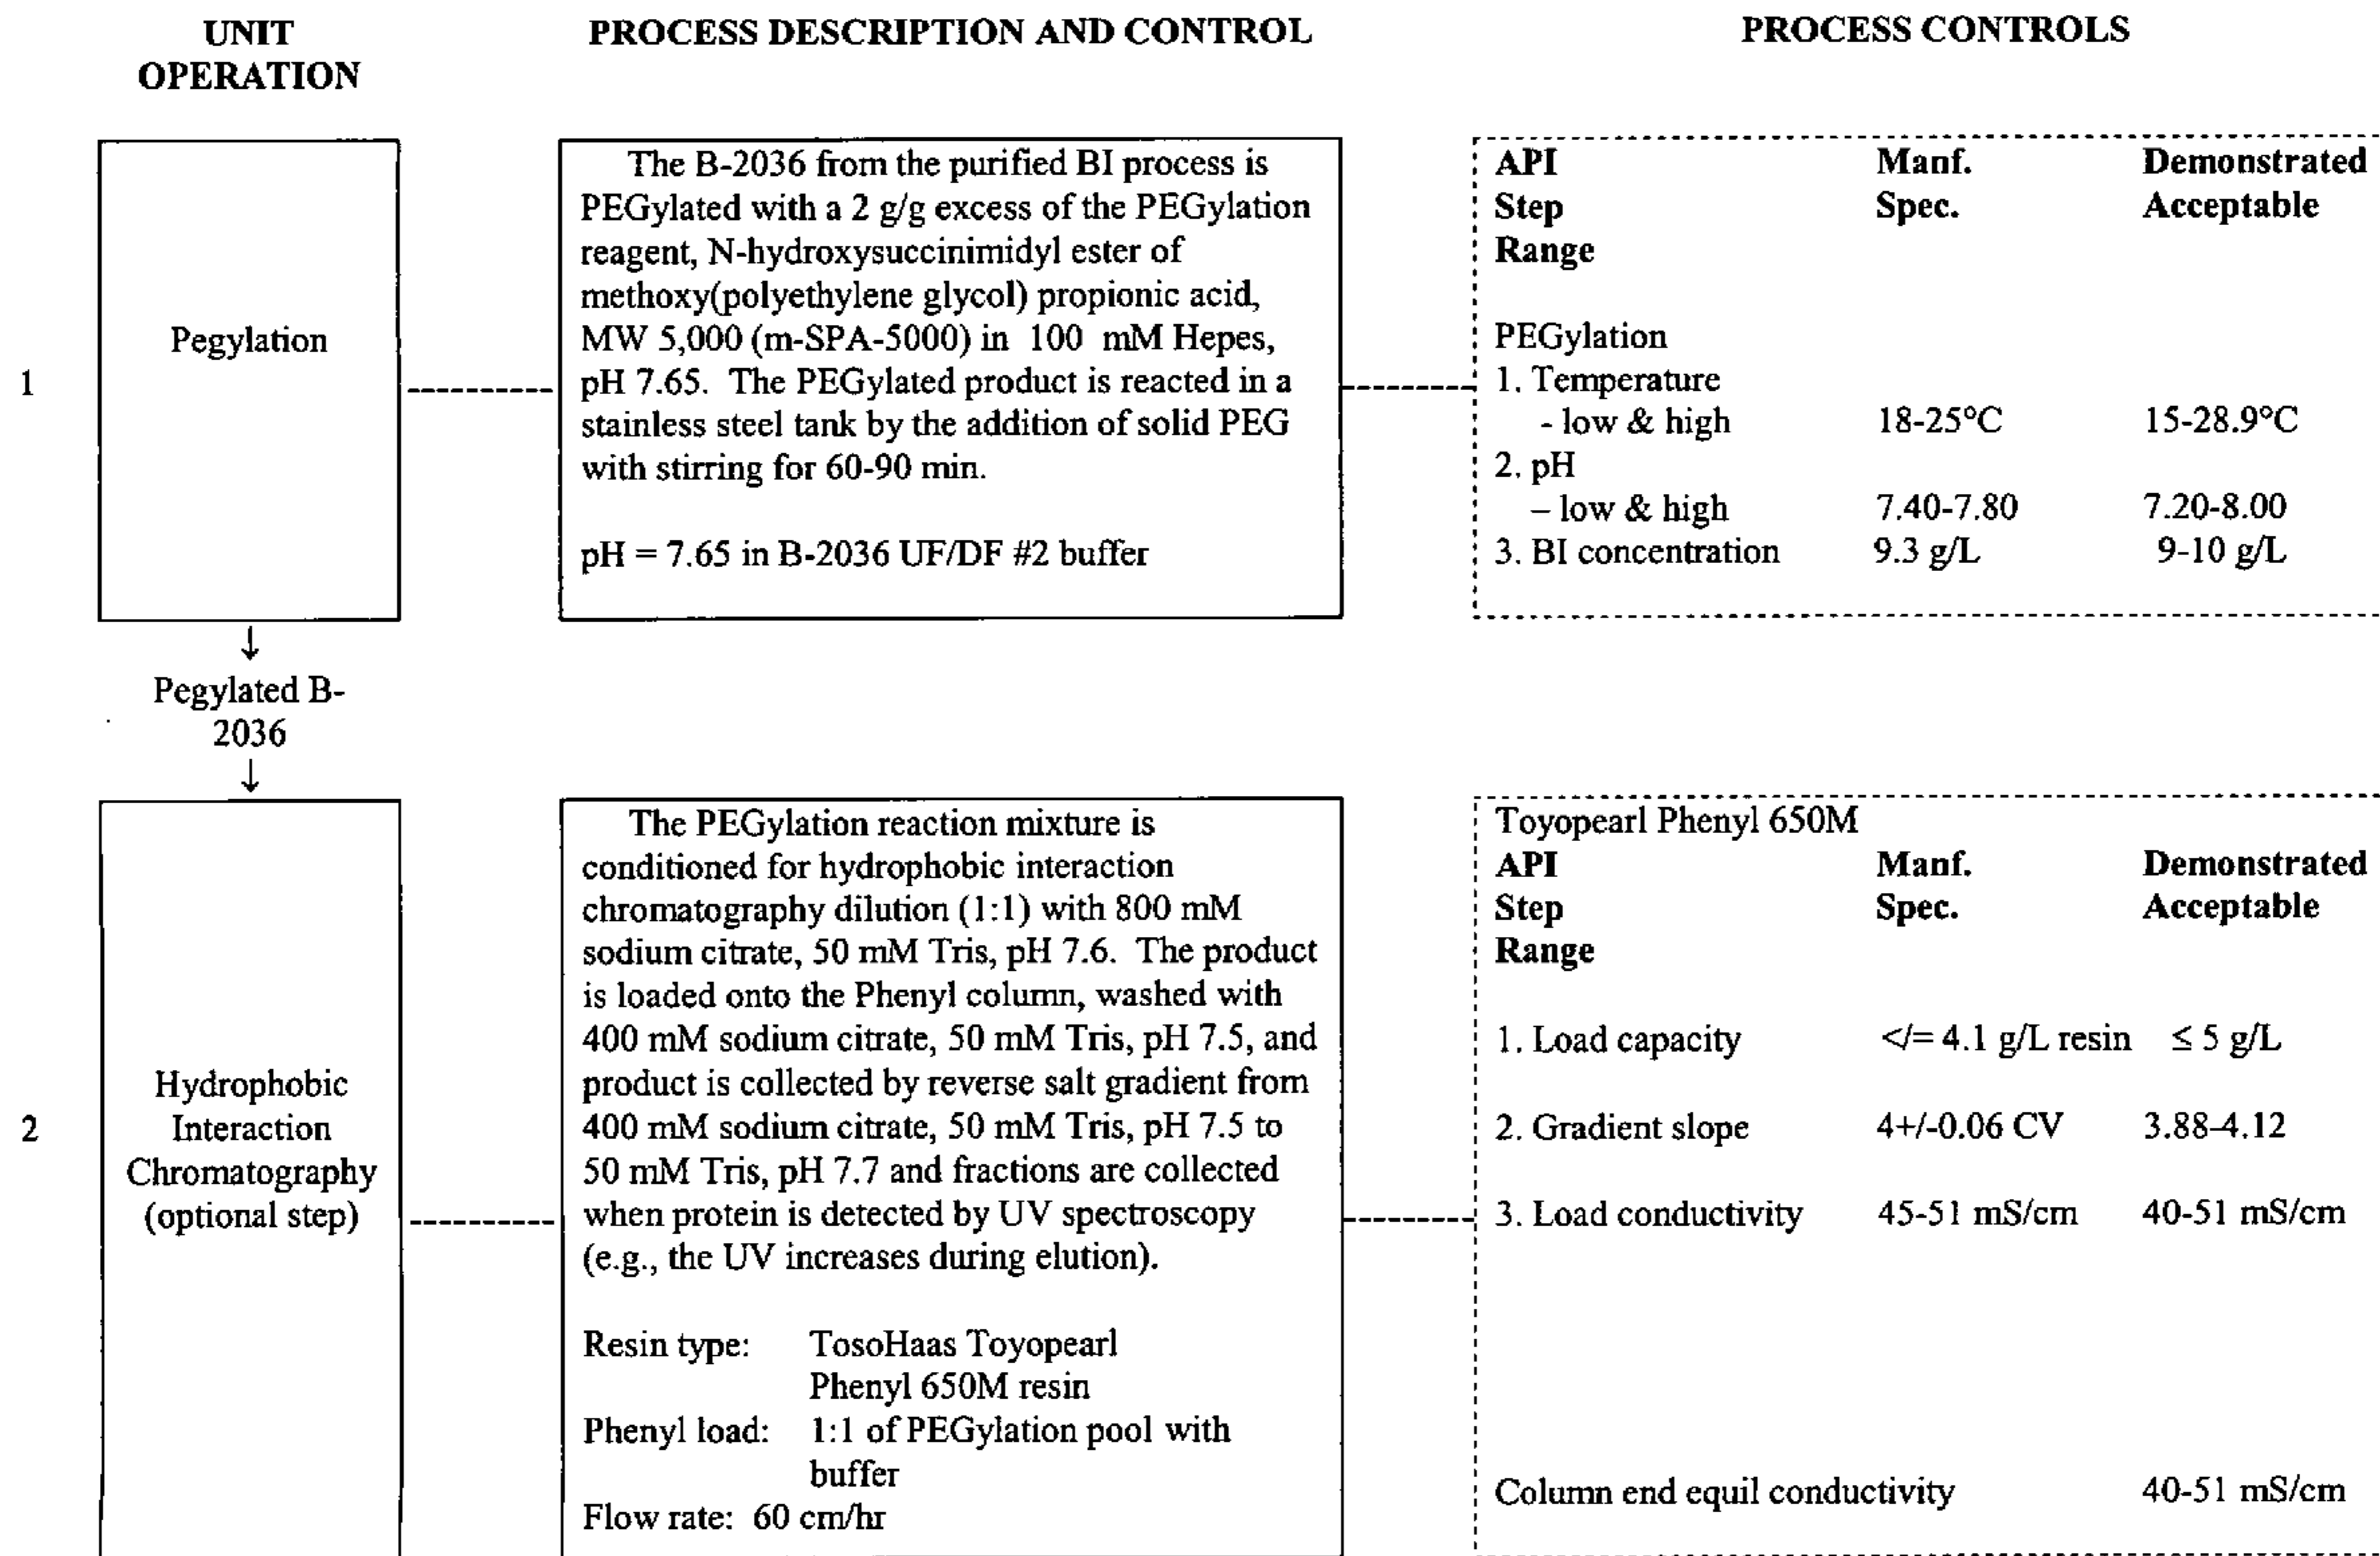 UNIT
OPERATION
PROCESS DESCRIPTION AND CONTROL
PROCESS CONTROLS
1
Pegylation
The B-2036 from the purified BI process is
PEGylated with a 2 g/g excess of the PEGylation
reagent, N-hydroxysuccinimidyl ester of
methoxy(polyethylene glycol) propionic acid,
MW 5,000 (m-SPA-5000) in 100 mM Hepes,
pH 7.65. The PEGylated product is reacted in a
stainless steel tank by the addition of solid PEG
with stirring for 60-90 min.
pH = 7.65 in B-2036 UF/DF #2 buffer
API Manf. Demonstrated
Step Spec. Acceptable
Range
PEGylation
1. Temperature
- low & high 18-25°C 15-28.9°C
2. pH
– low & high 7.40-7.80 7.20-8.00
3. BI concentration 9.3 g/L 9-10 g/L
↓
Pegylated B-
2036
↓
2
Hydrophobic
Interaction
Chromatography
(optional step)
The PEGylation reaction mixture is
conditioned for hydrophobic interaction
chromatography dilution (1:1) with 800 mM
sodium citrate, 50 mM Tris, pH 7.6. The product
is loaded onto the Phenyl column, washed with
400 mM sodium citrate, 50 mM Tris, pH 7.5, and
product is collected by reverse salt gradient from
400 mM sodium citrate, 50 mM Tris, pH 7.5 to
50 mM Tris, pH 7.7 and fractions are collected
when protein is detected by UV spectroscopy
(e.g., the UV increases during elution).
Resin type: TosoHaas Toyopearl
Phenyl 650M resin
Phenyl load: 1:1 of PEGylation pool with
buffer
Flow rate: 60 cm/hr
Toyopearl Phenyl 650M
API Manf. Demonstrated
Step Spec. Acceptable
Range
1. Load capacity </= 4.1 g/L resin ≤ 5 g/L
2. Gradient slope 4+/-0.06 CV 3.88-4.12
3. Load conductivity 45-51 mS/cm 40-51 mS/cm
Column end equil conductivity 40-51 mS/cm